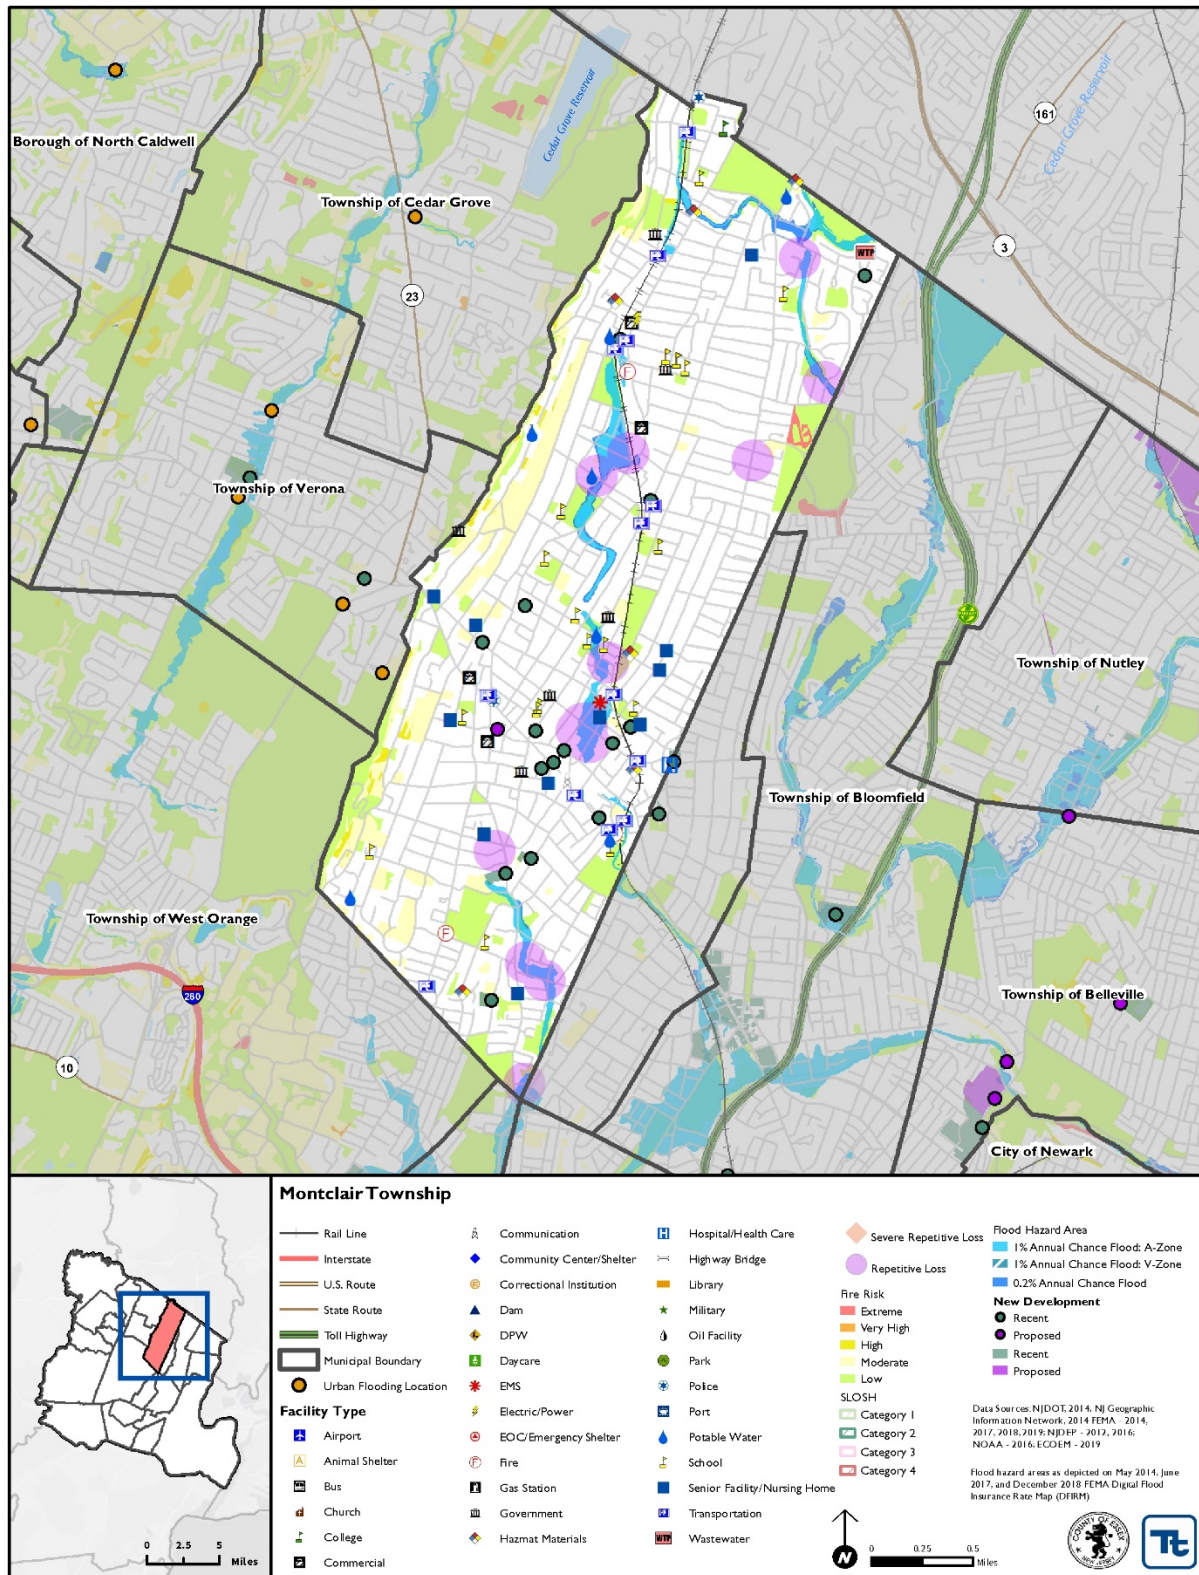 Cedar Grove Reservoir
Cedar Grove Reservoir
161
Borough of North Caldwell
Township of Cedar Grove
3
WTP
23
F
Township of Verona
Township of Nutley
H
Township of Bloomfield
Township of West Orange
F
280
Township of Belleville
10
City of Newark
Montclair Township
Rail Line
Interstate
U.S. Route
State Route
Toll Highway
Municipal Boundary
Urban Flooding Location
Facility Type
Airport
Animal Shelter
Bus
Church
College
Commercial
Communication
Community Center/Shelter
Correctional Institution
Dam
DPW
Daycare
EMS
Electric/Power
EOC/Emergency Shelter
Fire
Gas Station
Government
Hazmat Materials
Hospital/Health Care
Highway Bridge
Library
Military
Oil Facility
Park
Police
Port
Potable Water
School
Senior Facility/Nursing Home
Transportation
WTP Wastewater
Severe Repetitive Loss
Repetitive Loss
Fire Risk
Extreme
Very High
High
Moderate
Low
SLOSH
Category 1
Category 2
Category 3
Category 4
Flood Hazard Area
1% Annual Chance Flood: A-Zone
1% Annual Chance Flood: V-Zone
0.2% Annual Chance Flood
New Development
Recent
Proposed
Recent
Proposed
Data Sources: NJDOT, 2014, NJ Geographic
Information Network, 2014 FEMA - 2014;
2017, 2018, 2019; NJDEP - 2012, 2016;
NOAA - 2016; ECOEM - 2019
Flood hazard areas as depicted on May 2014, June
2017, and December 2018 FEMA Digital Flood
Insurance Rate Map (DFIRM)
0 2.5 5
Miles
N
0 0.25 0.5
Miles
COUNTY OF ESSEX
NEW JERSEY
Tt